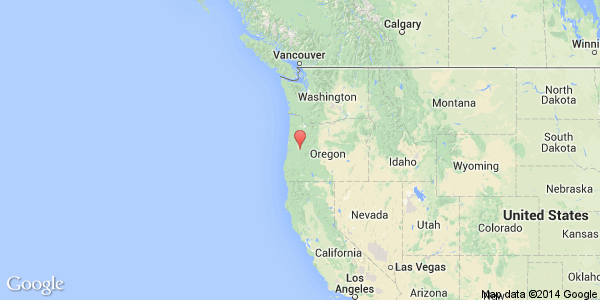 Calgary
Vancouver
Winni
Washington
North
Dakota
Montana
South
Dakota
Oregon
Idaho
Wyoming
Nebraska
United States
Nevada
Utah
Colorado
California
Las Vegas
Oklaho
Los
Angeles
Arizona
New
Google
Map data ©2014 Google